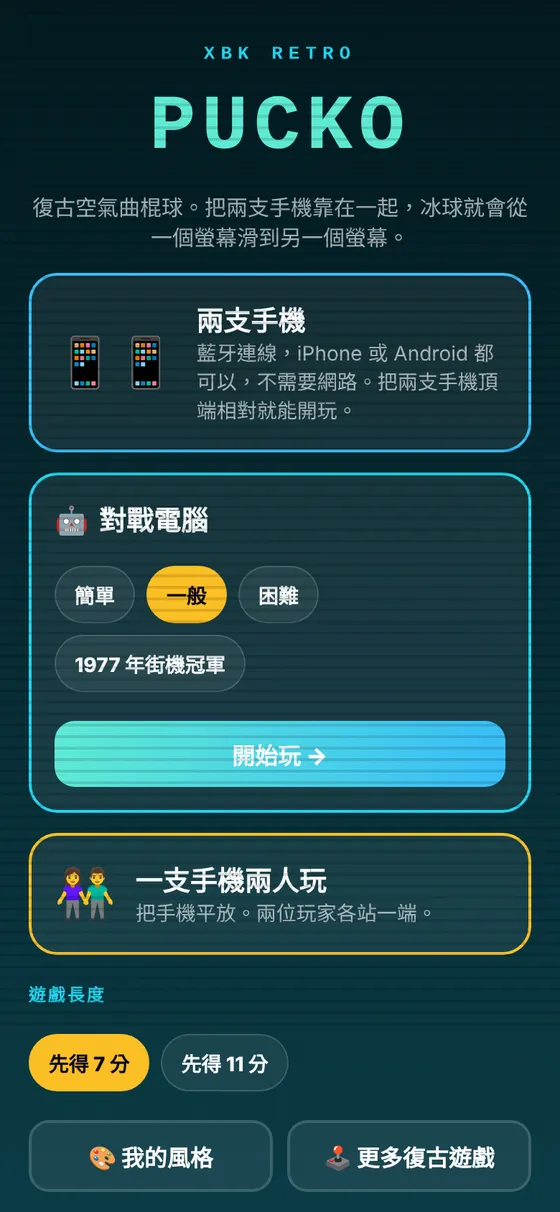 XBK RETRO
PUCKO
復古空氣曲棍球。把兩支手機靠在一起，冰球就會從
一個螢幕滑到另一個螢幕。
兩支手機
藍牙連線，iPhone 或 Android 都
可以，不需要網路。把兩支手機頂
端相對就能開玩。
對戰電腦
簡單
一般
困難
1977 年街機冠軍
開始玩 →
一支手機兩人玩
把手機平放。兩位玩家各站一端。
遊戲長度
先得 7 分
先得 11 分
我的風格
更多復古遊戲